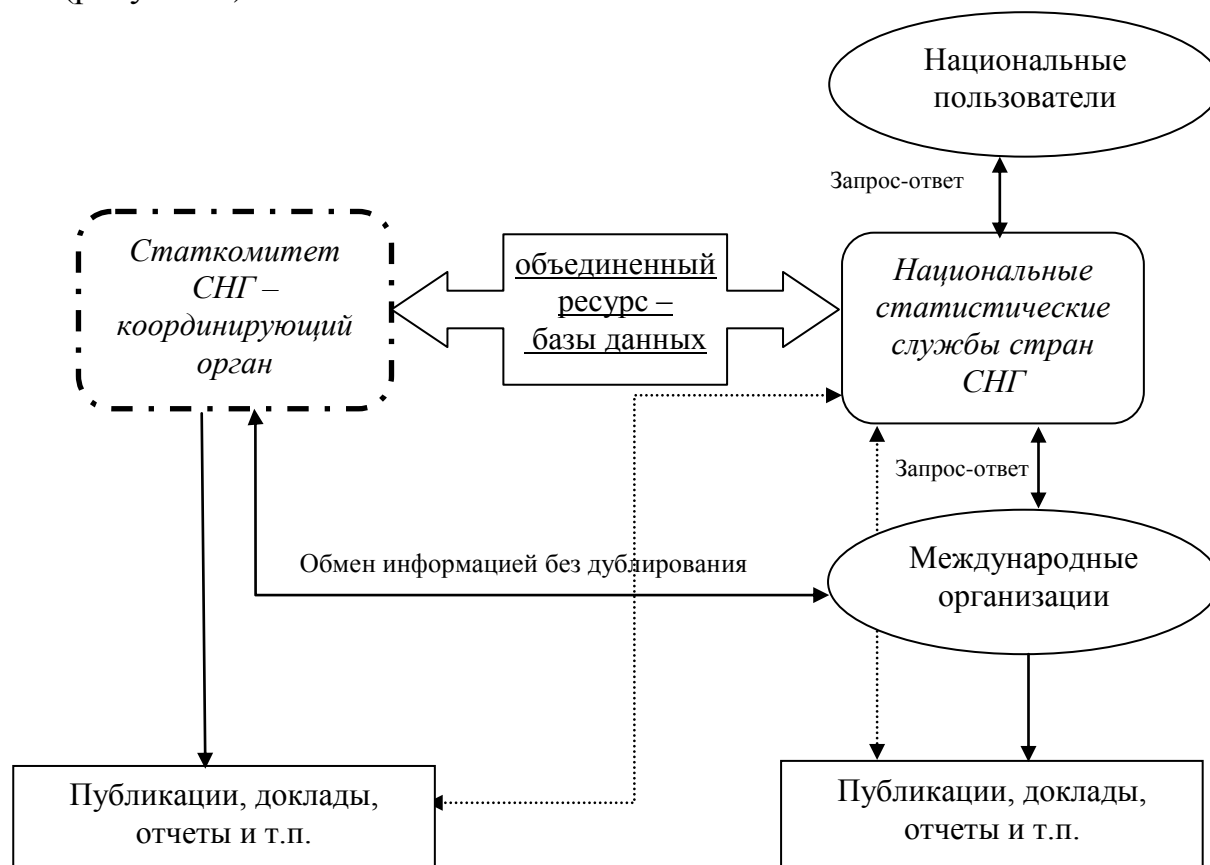 Национальные
пользователи
Запрос-ответ
Статкомитет
СНГ –
координирующий
орган
объединенный
ресурс –
базы данных
Национальные
статистические
службы стран
СНГ
Запрос-ответ
Обмен информацией без дублирования
Международные
организации
Публикации, доклады,
отчеты и т.п.
Публикации, доклады,
отчеты и т.п.